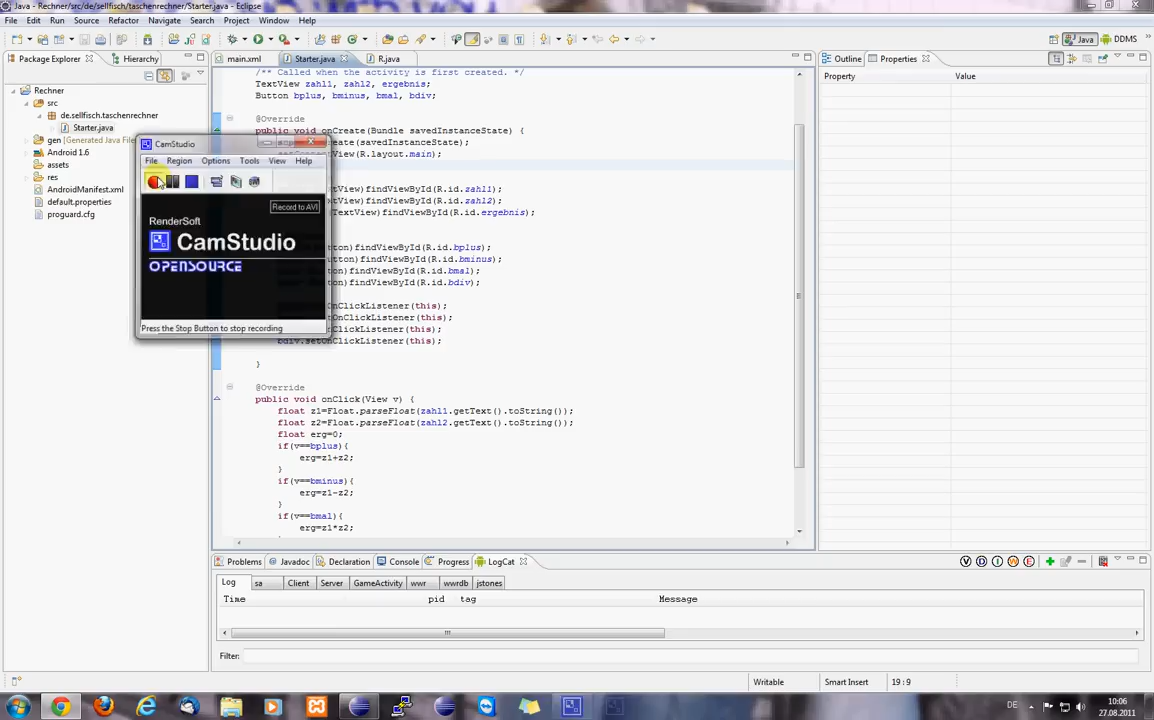 Java - Rechner/src/de/sellfisch/taschenrechner/Starter.java - Eclipse
File Edit Run Source Refactor Navigate Search Project Window Help
Java DDMS
Package Explorer Hierarchy
Rechner
src
de.sellfisch.taschenrechner
Starter.java
gen [Generated Java File
Android 1.6
assets
res
AndroidManifest.xml
default.properties
proguard.cfg
main.xml Starter.java R.java
/** Called when the activity is first created. */
TextView zahl1, zahl2, ergebnis;
Button bplus, bminus, bmal, bdiv;
@Override
public void onCreate(Bundle savedInstanceState) {
create(savedInstanceState);
View(R.layout.main);
View)findViewById(R.id.zahl1);
View)findViewById(R.id.zahl2);
TextView)findViewById(R.id.ergebnis);
)findViewById(R.id.bplus);
)findViewById(R.id.bminus);
)findViewById(R.id.bmal);
)findViewById(R.id.bdiv);
OnClickListener(this);
OnClickListener(this);
ClickListener(this);
bdiv.setOnClickListener(this);
}
@Override
public void onClick(View v) {
float z1=Float.parseFloat(zahl1.getText().toString());
float z2=Float.parseFloat(zahl2.getText().toString());
float erg=0;
if(v==bplus){
erg=z1+z2;
}
if(v==bminus){
erg=z1-z2;
}
if(v==bmal){
erg=z1*z2;
CamStudio
File Region Options Tools View Help
Record to AVI
RenderSoft
CamStudio
OPENSOURCE
Press the Stop Button to stop recording
Outline Properties
Property Value
Problems Javadoc Declaration Console Progress LogCat
V D I W E
Log sa Client Server GameActivity wwr wwrdb jstones
Time pid tag Message
Filter:
Writable Smart Insert 19 : 9
DE 10:06
27.08.2011